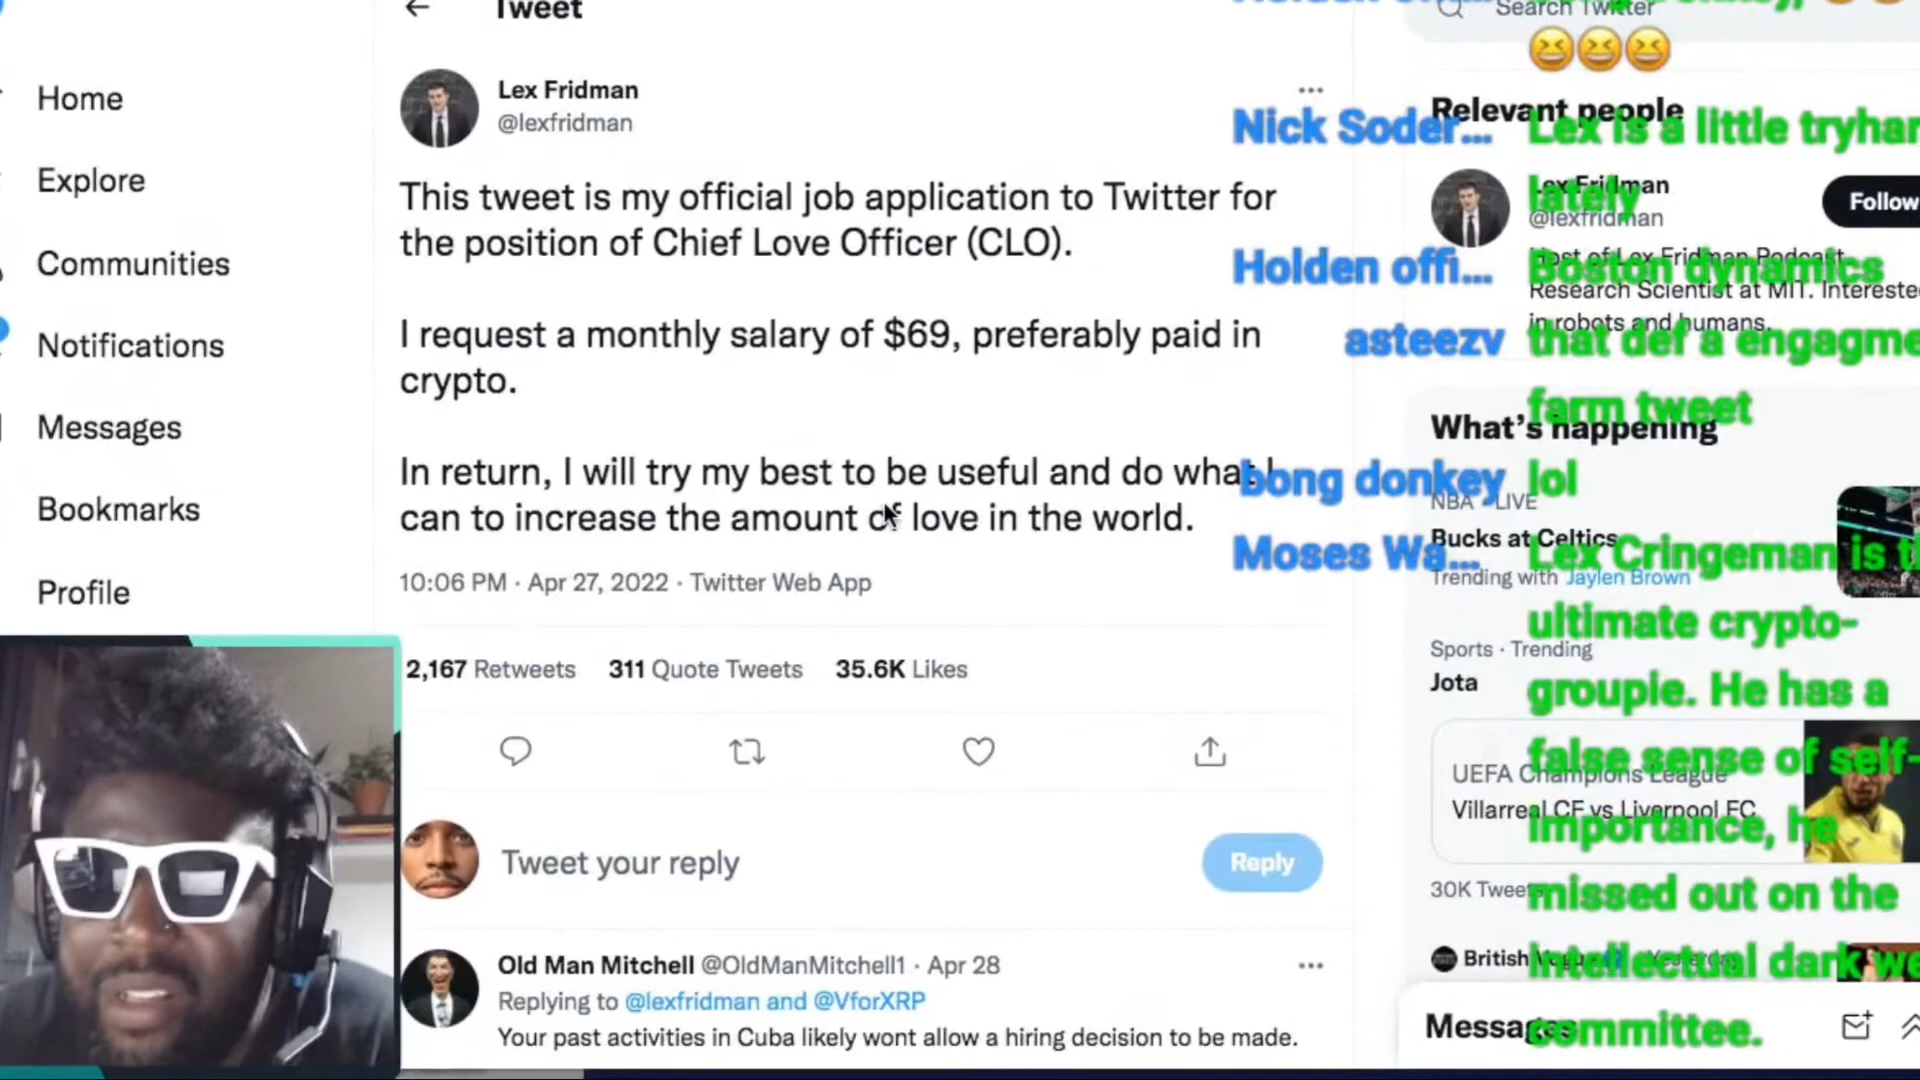 Tweet
Search Twitter
Home
Explore
Communities
Notifications
Messages
Bookmarks
Profile
Lex Fridman
@lexfridman
This tweet is my official job application to Twitter for
the position of Chief Love Officer (CLO).
I request a monthly salary of $69, preferably paid in
crypto.
In return, I will try my best to be useful and do what I
can to increase the amount of love in the world.
10:06 PM · Apr 27, 2022 · Twitter Web App
2,167 Retweets 311 Quote Tweets 35.6K Likes
Tweet your reply
Reply
Old Man Mitchell @OldManMitchell1 · Apr 28
Replying to @lexfridman and @VforXRP
Your past activities in Cuba likely wont allow a hiring decision to be made.
Relevant people
Lex Fridman
@lexfridman
Follow
Host of Lex Fridman Podcast.
Research Scientist at MIT. Interested
in robots and humans.
What's happening
NBA · LIVE
Bucks at Celtics
Trending with Jaylen Brown
Sports · Trending
Jota
UEFA Champions League
Villarreal CF vs Liverpool FC
30K Tweets
British
Messages
Nick Soder... Lex is a little tryhar
lately
Holden offi... Boston dynamics
asteezv that def a engagme
farm tweet
bong donkey lol
Moses Wa... Lex Cringeman is t
ultimate crypto-
groupie. He has a
false sense of self-
importance, he
missed out on the
intellectual dark we
committee.